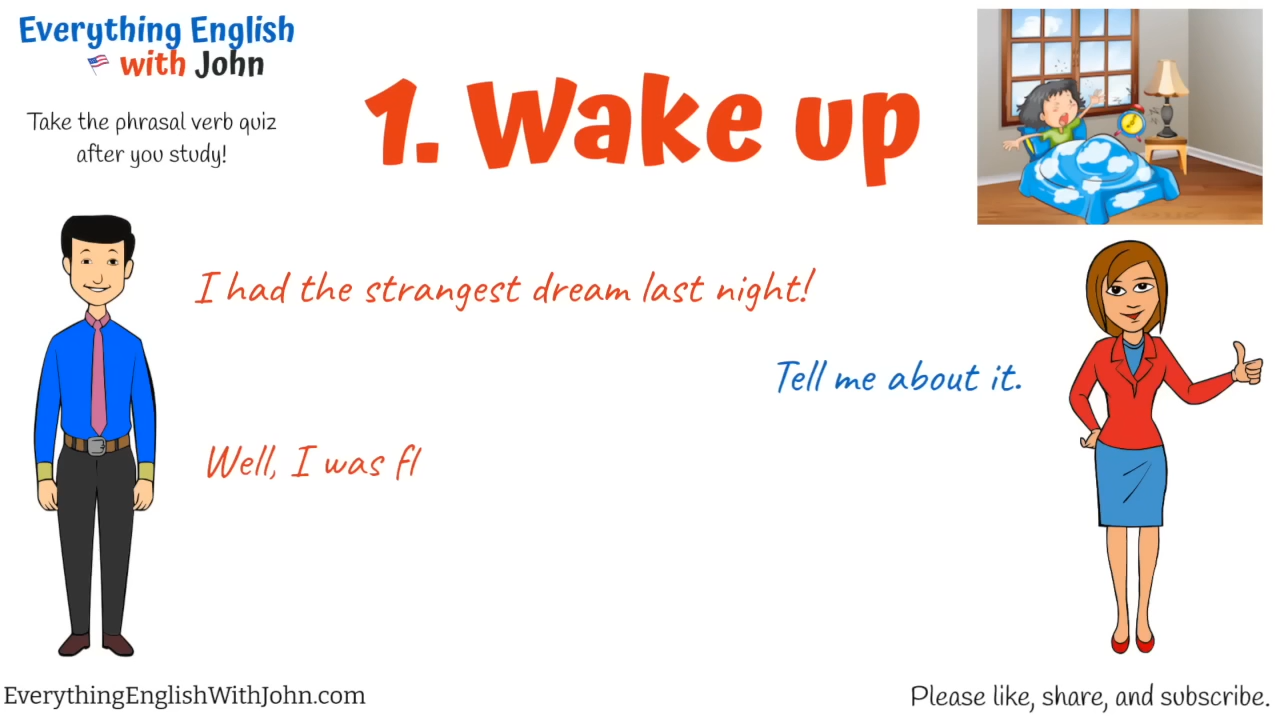 Everything English
with John
Take the phrasal verb quiz
after you study!
1. Wake up
I had the strangest dream last night!
Tell me about it.
Well, I was fl
EverythingEnglishWithJohn.com
Please like, share, and subscribe.